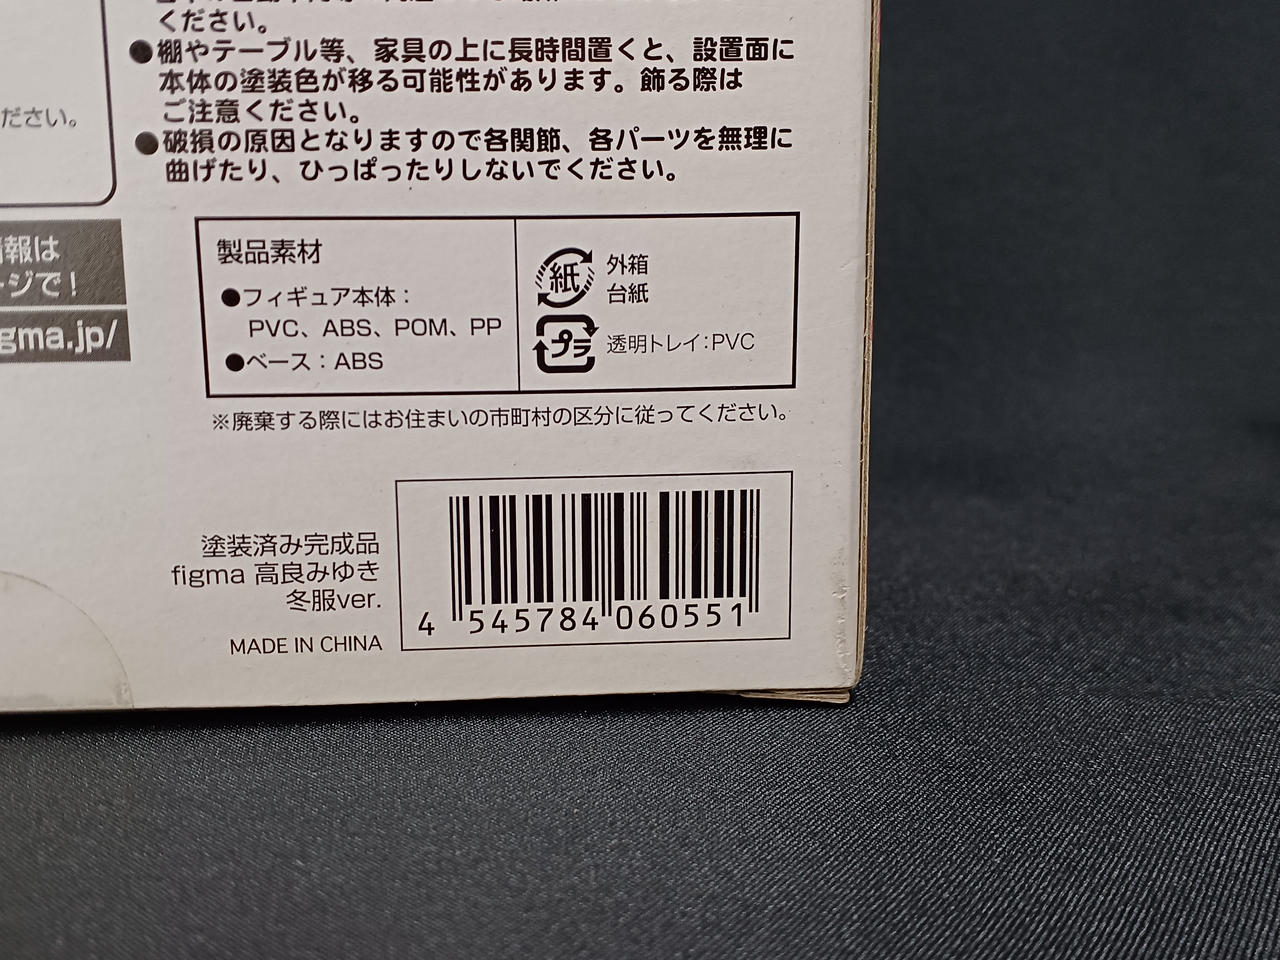 ください。
●棚やテーブル等、家具の上に長時間置くと、設置面に
本体の塗装色が移る可能性があります。飾る際は
ご注意ください。
●破損の原因となりますので各関節、各パーツを無理に
曲げたり、ひっぱったりしないでください。
ださい。
報は
ージで!
gma.jp/
製品素材
●フィギュア本体：
PVC、ABS、POM、PP
●ベース：ABS
紙
外箱
台紙
プラ
透明トレイ：PVC
※廃棄する際にはお住まいの市町村の区分に従ってください。
塗装済み完成品
figma 高良みゆき
冬服ver.
MADE IN CHINA
4 545784 060551